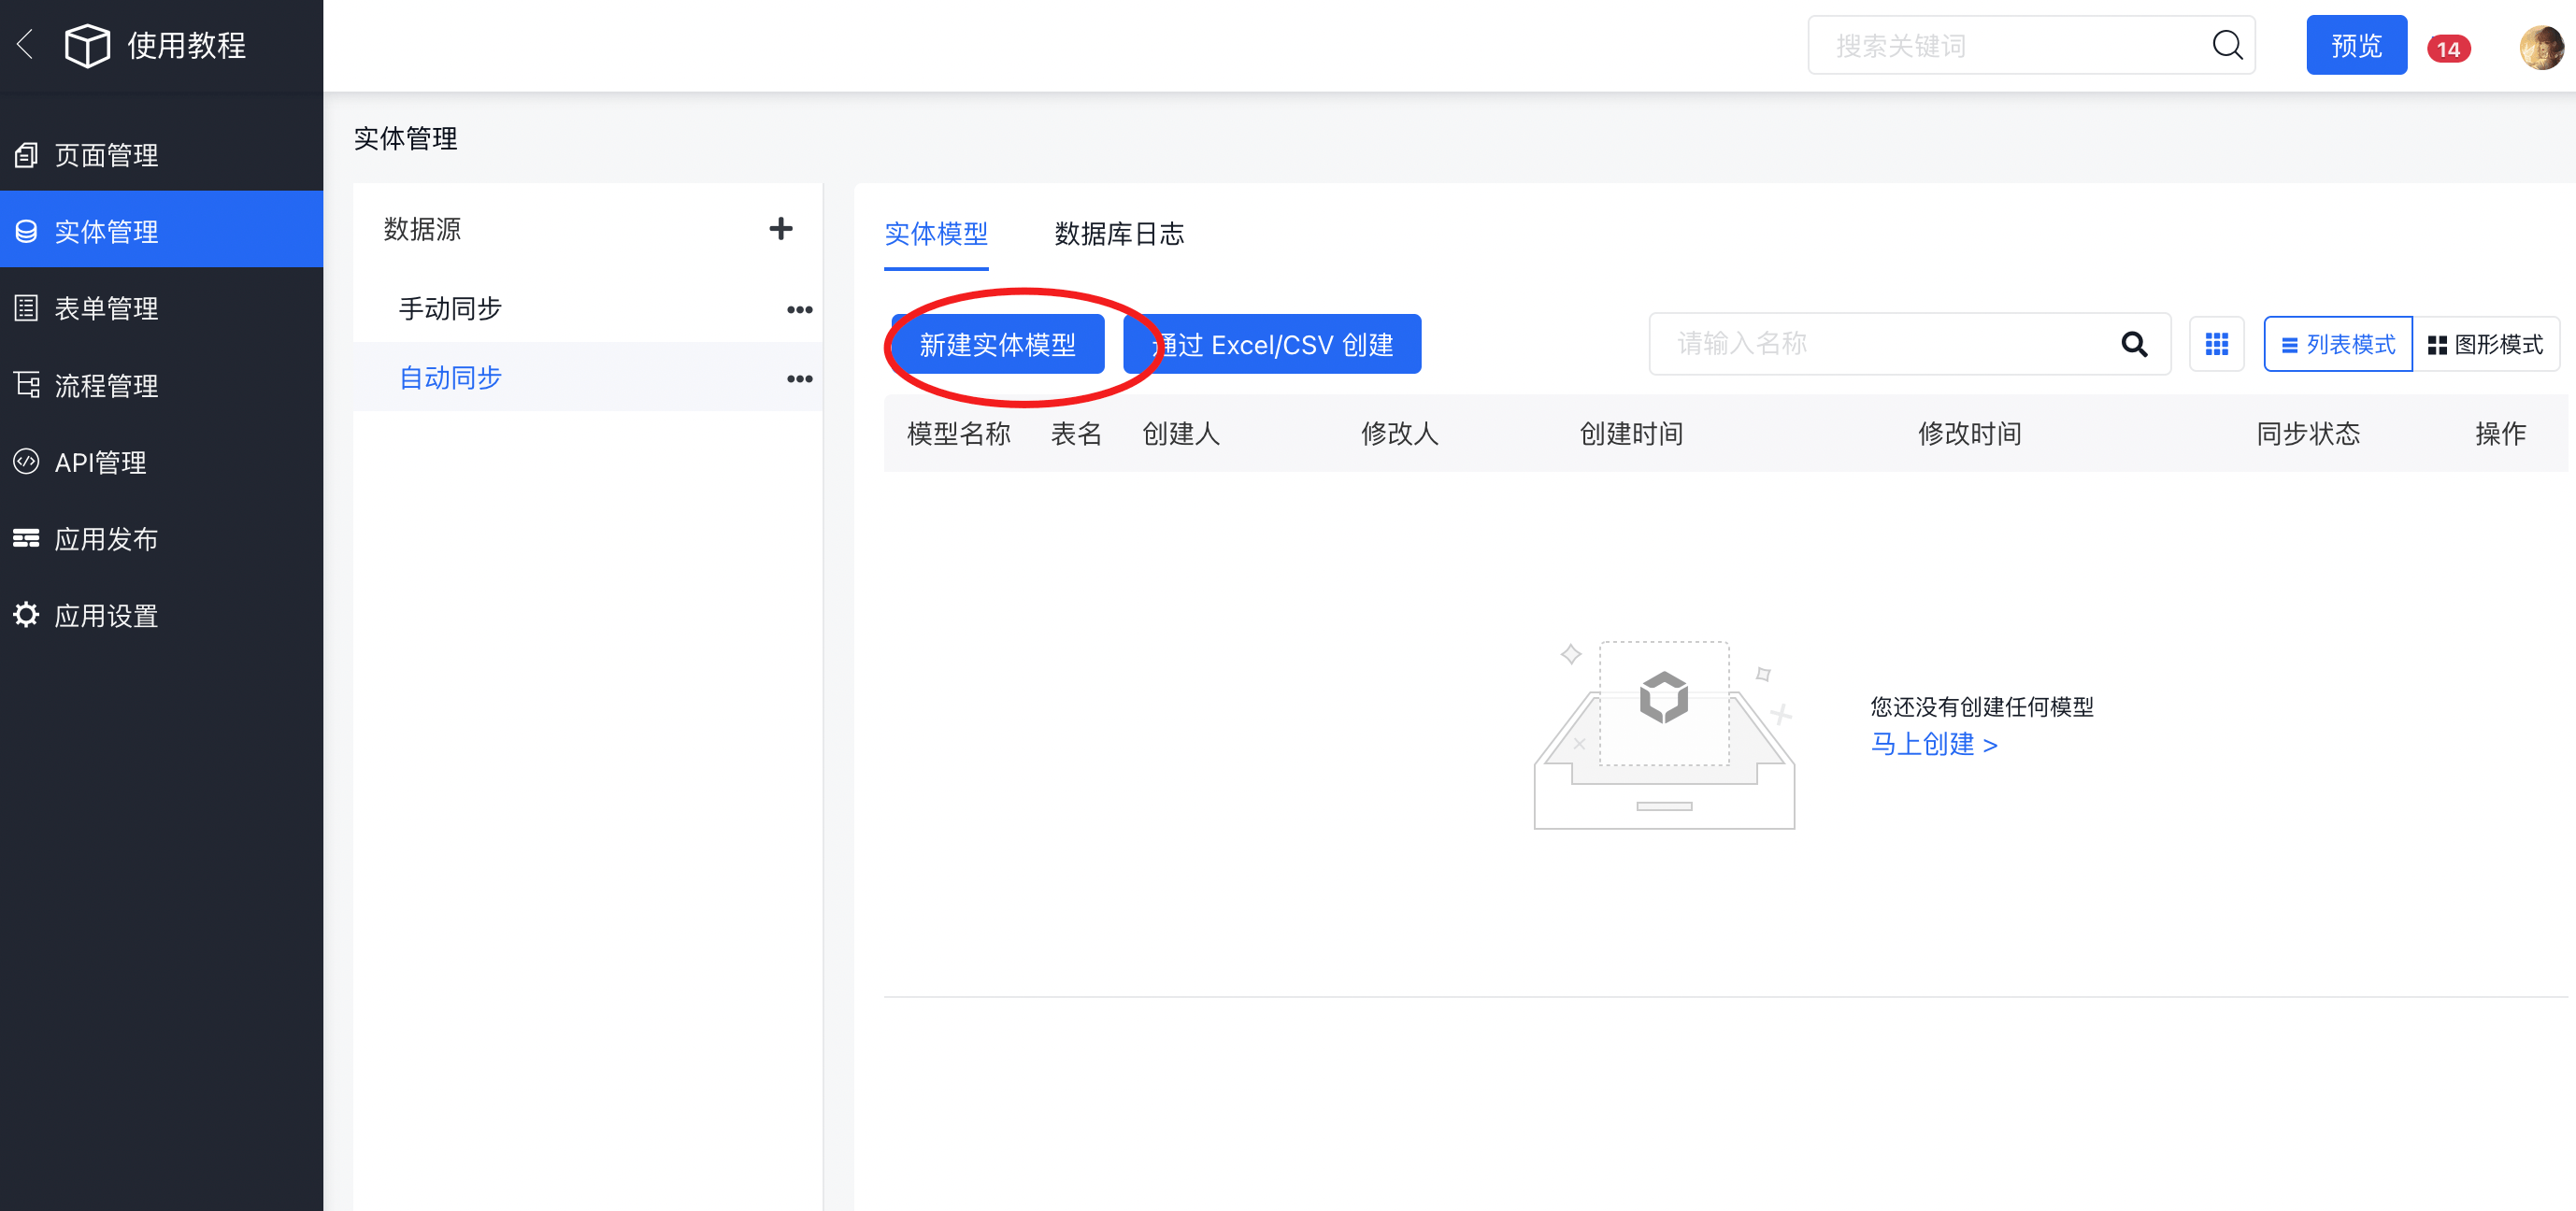 使用教程
搜索关键词
预览
14
页面管理
实体管理
表单管理
流程管理
API管理
应用发布
应用设置
实体管理
数据源
手动同步
自动同步
实体模型 数据库日志
新建实体模型 通过 Excel/CSV 创建 请输入名称 列表模式 图形模式
模型名称 表名 创建人 修改人 创建时间 修改时间 同步状态 操作
您还没有创建任何模型
马上创建 >